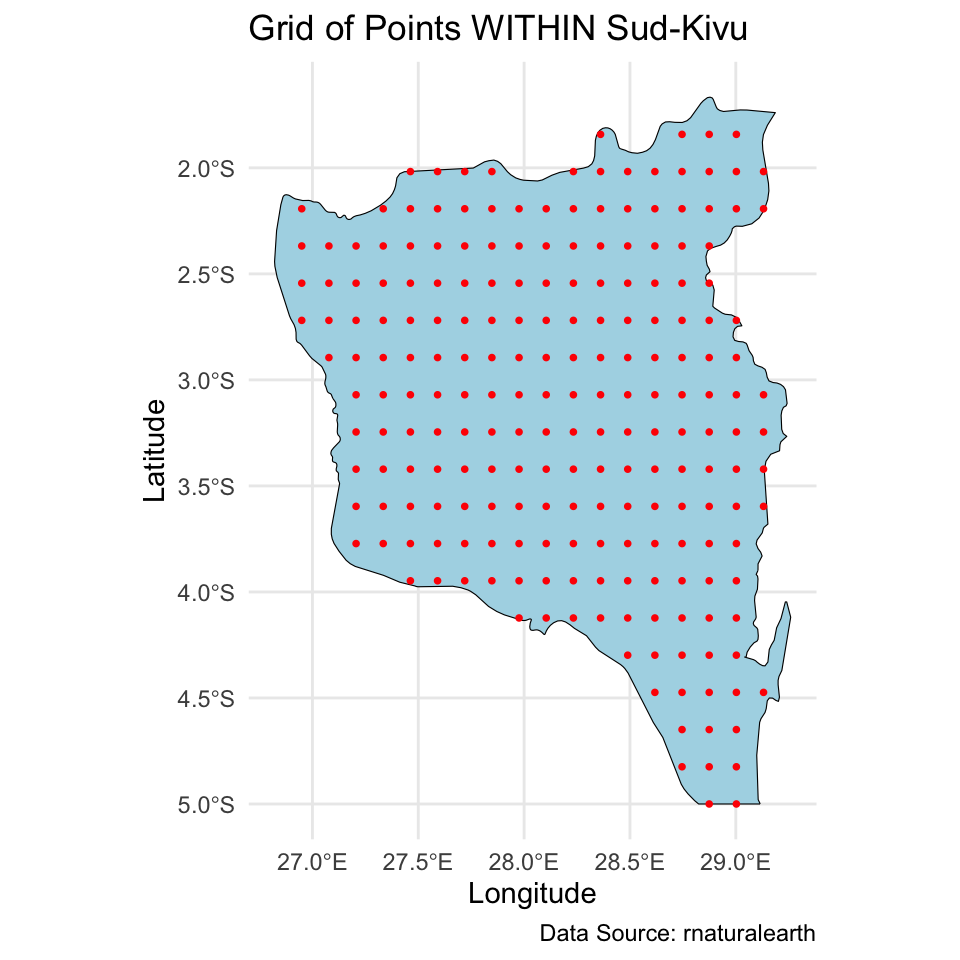 Grid of Points WITHIN Sud-Kivu
2.0°S
2.5°S
3.0°S
3.5°S
4.0°S
4.5°S
5.0°S
Latitude
27.0°E 27.5°E 28.0°E 28.5°E 29.0°E
Longitude
Data Source: rnaturalearth